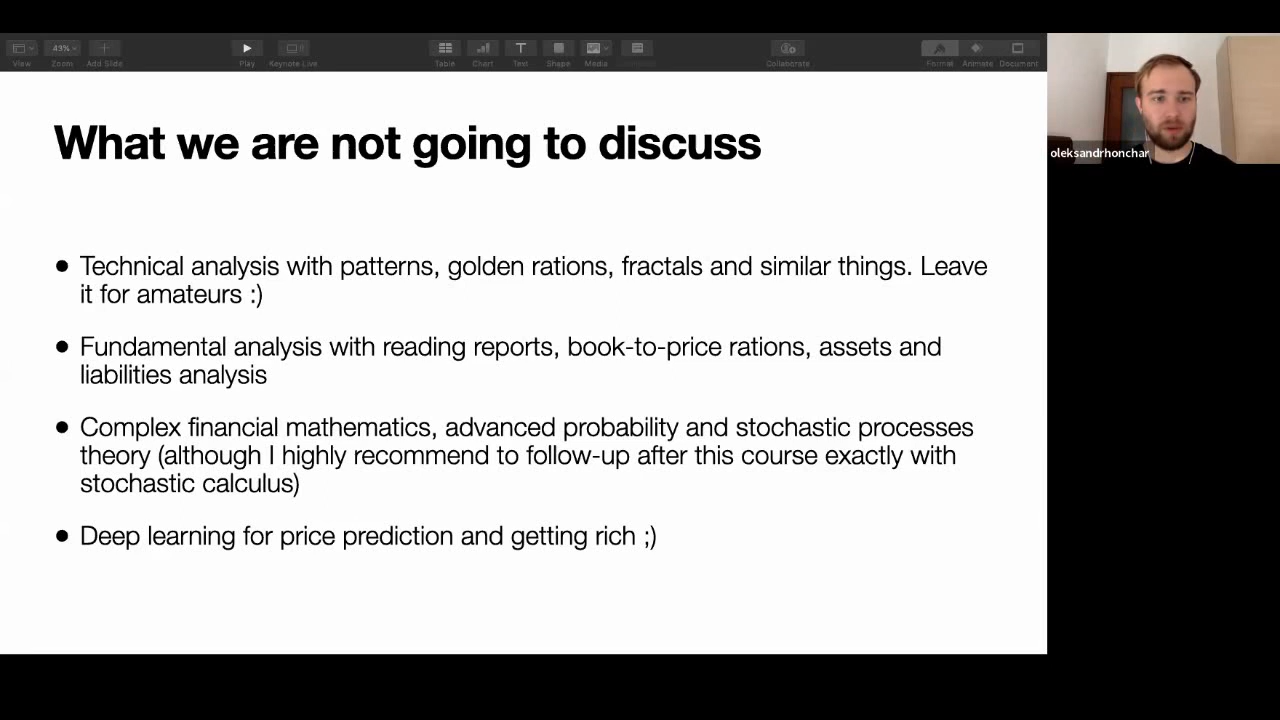 View
43%
Zoom
Add Slide
Play
Keynote Live
Table
Chart
Text
Shape
Media
Collaborate
Format
Animate
Document
What we are not going to discuss
oleksandrhonchar
• Technical analysis with patterns, golden rations, fractals and similar things. Leave
it for amateurs :)
• Fundamental analysis with reading reports, book-to-price rations, assets and
liabilities analysis
• Complex financial mathematics, advanced probability and stochastic processes
theory (although I highly recommend to follow-up after this course exactly with
stochastic calculus)
• Deep learning for price prediction and getting rich ;)